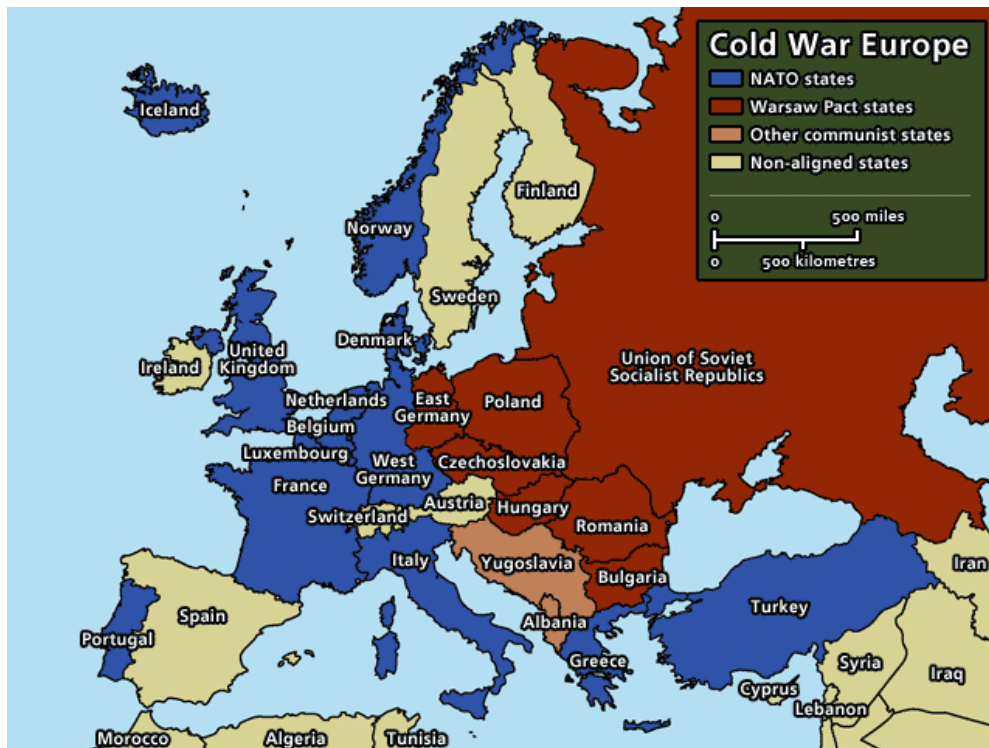 Cold War Europe
NATO states
Warsaw Pact states
Other communist states
Non-aligned states
0 500 miles
0 500 kilometres
Iceland
Finland
Norway
Sweden
Denmark
Ireland
United
Kingdom
Netherlands
Belgium
Luxembourg
East
Germany
Poland
Union of Soviet
Socialist Republics
West
Germany
Czechoslovakia
France
Austria
Switzerland
Hungary
Romania
Italy
Yugoslavia
Bulgaria
Iran
Turkey
Spain
Portugal
Albania
Greece
Syria
Iraq
Cyprus
Lebanon
Morocco
Algeria
Tunisia